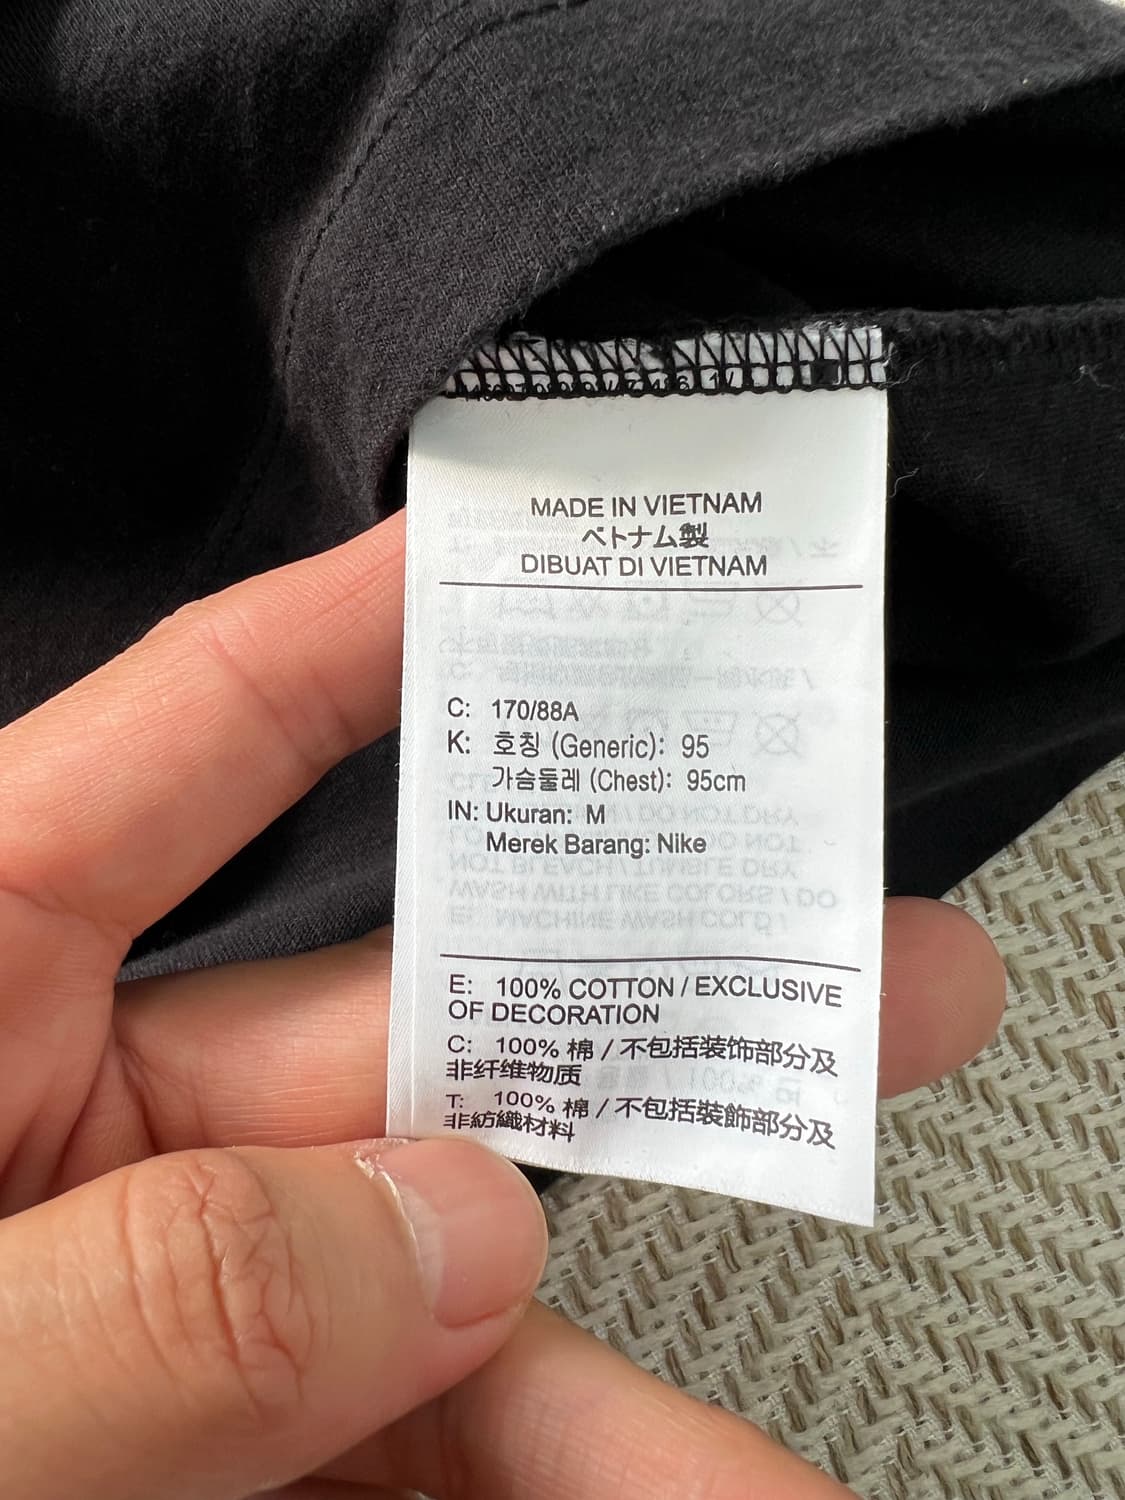 MADE IN VIETNAM
ベトナム製
DIBUAT DI VIETNAM
C: 170/88A
K: 호칭 (Generic): 95
가슴둘레 (Chest): 95cm
IN: Ukuran: M
Merek Barang: Nike
E: 100% COTTON / EXCLUSIVE
OF DECORATION
C: 100% 棉 / 不包括装饰部分及
非纤维物质
T: 100% 棉 / 不包括裝飾部分及
非紡織材料